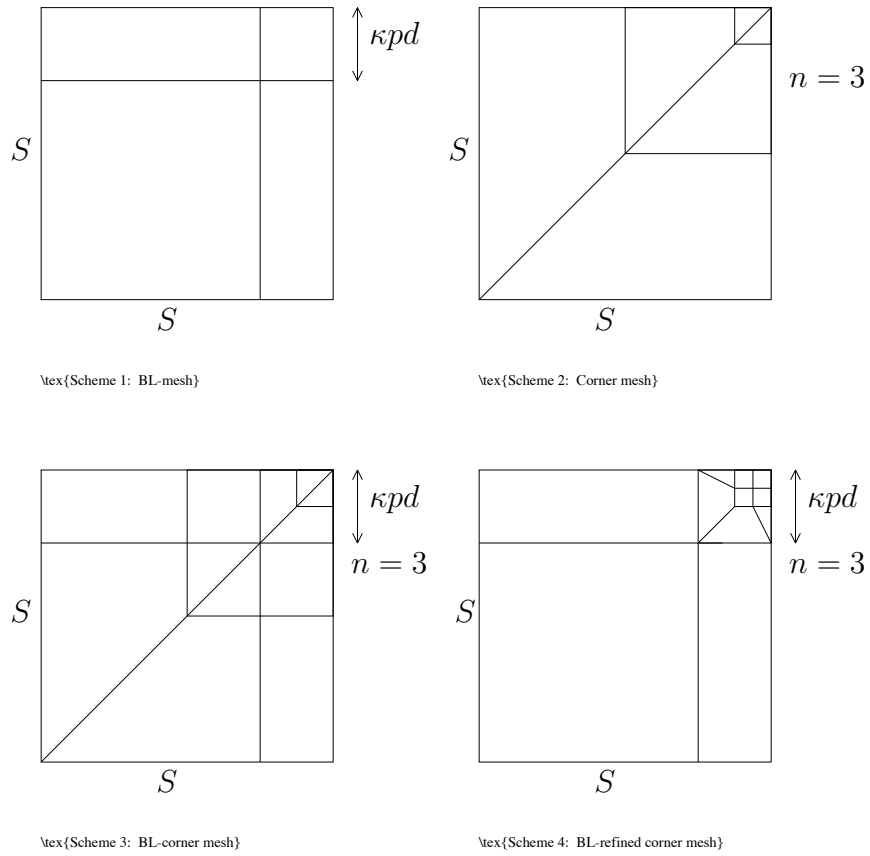 κpd
n = 3
S
S
S
S
\tex{Scheme 1: BL-mesh}
\tex{Scheme 2: Corner mesh}
κpd
κpd
n = 3
n = 3
S
S
S
S
\tex{Scheme 3: BL-corner mesh}
\tex{Scheme 4: BL-refined corner mesh}